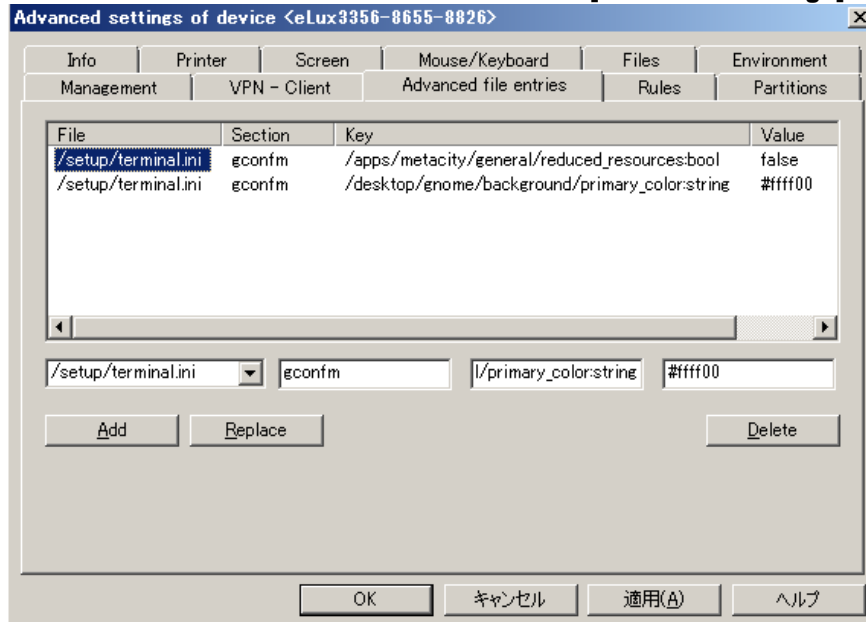 Advanced settings of device <eLux3356-8655-8826>
Info Printer Screen Mouse/Keyboard Files Environment
Management VPN - Client Advanced file entries Rules Partitions
File Section Key Value
/setup/terminal.ini gconfm /apps/metacity/general/reduced_resources:bool false
/setup/terminal.ini gconfm /desktop/gnome/background/primary_color:string #ffff00
/setup/terminal.ini gconfm /primary_color:string #ffff00
Add Replace Delete
OK キャンセル 適用(A) ヘルプ